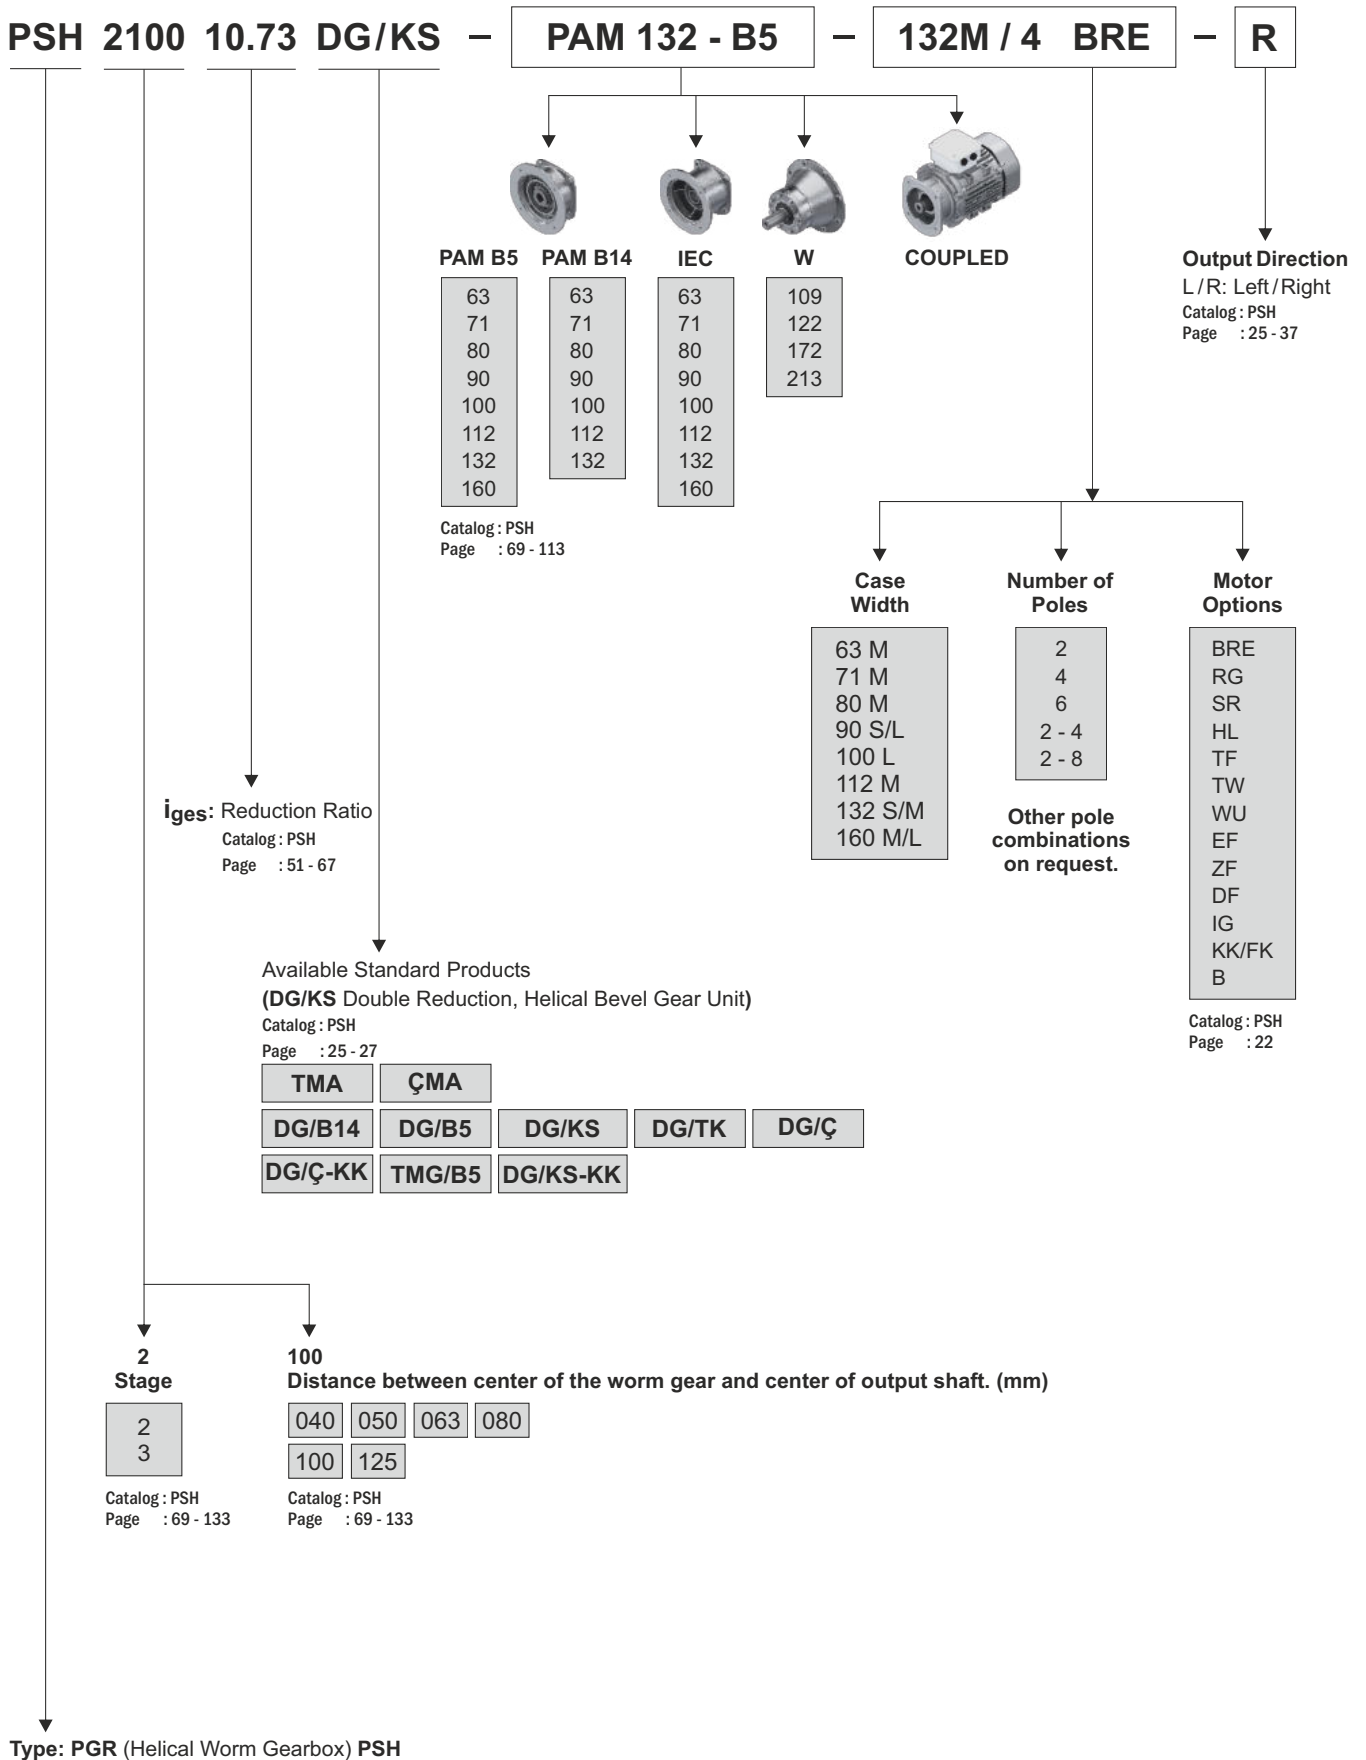 PSH 2100 10.73 DG/KS – PAM 132 - B5 – 132M / 4 BRE – R
PAM B5
63
71
80
90
100
112
132
160
Catalog : PSH
Page : 69 - 113
PAM B14
63
71
80
90
100
112
132
IEC
63
71
80
90
100
112
132
160
W
109
122
172
213
COUPLED
Output Direction
L / R: Left / Right
Catalog : PSH
Page : 25 - 37
Case
Width
63 M
71 M
80 M
90 S/L
100 L
112 M
132 S/M
160 M/L
Number of
Poles
2
4
6
2 - 4
2 - 8
Other pole
combinations
on request.
Motor
Options
BRE
RG
SR
HL
TF
TW
WU
EF
ZF
DF
IG
KK/FK
B
Catalog : PSH
Page : 22
iges: Reduction Ratio
Catalog : PSH
Page : 51 - 67
Available Standard Products
(DG/KS Double Reduction, Helical Bevel Gear Unit)
Catalog : PSH
Page : 25 - 27
TMA ÇMA
DG/B14 DG/B5 DG/KS DG/TK DG/Ç
DG/Ç-KK TMG/B5 DG/KS-KK
2
Stage
2
3
Catalog : PSH
Page : 69 - 133
100
Distance between center of the worm gear and center of output shaft. (mm)
040 050 063 080
100 125
Catalog : PSH
Page : 69 - 133
Type: PGR (Helical Worm Gearbox) PSH